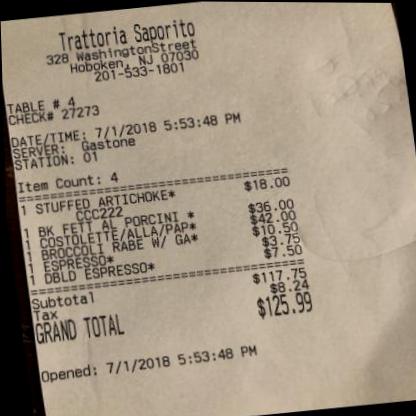 Trattoria Saporito
328 WashingtonStreet
Hoboken, NJ 07030
201-533-1801
TABLE # 4
CHECK# 27273
DATE/TIME: 7/1/2018 5:53:48 PM
SERVER: Gastone
STATION: 01
Item Count: 4
1 STUFFED ARTICHOKE* $18.00
CCC222
1 BK FETT AL PORCINI * $36.00
1 COSTOLETTE/ALLA/PAP* $42.00
1 BROCCOLI RABE W/ GA* $10.50
1 ESPRESSO* $3.75
1 DBLD ESPRESSO* $7.50
Subtotal $117.75
Tax $8.24
GRAND TOTAL $125.99
Opened: 7/1/2018 5:53:48 PM